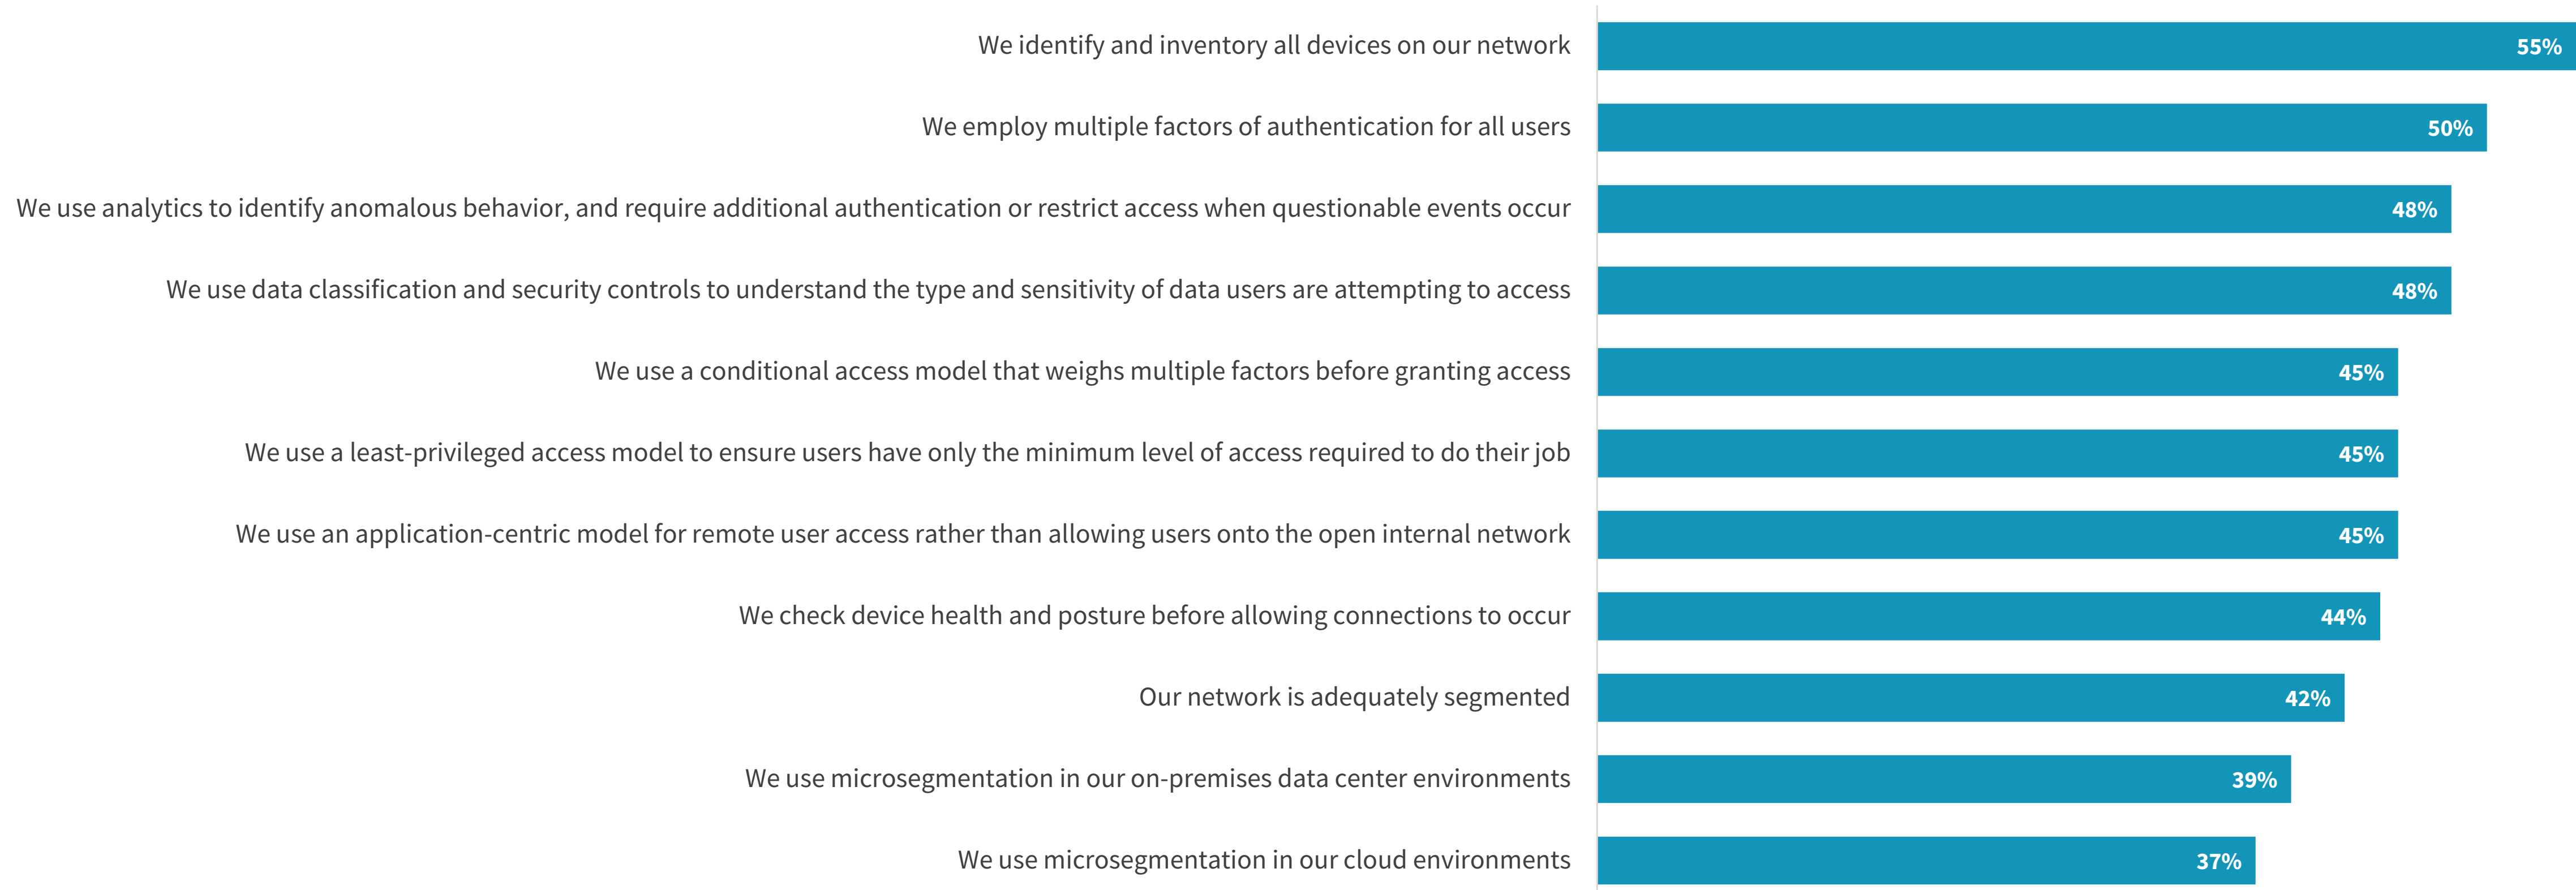 We identify and inventory all devices on our network 55%
We employ multiple factors of authentication for all users 50%
We use analytics to identify anomalous behavior, and require additional authentication or restrict access when questionable events occur 48%
We use data classification and security controls to understand the type and sensitivity of data users are attempting to access 48%
We use a conditional access model that weighs multiple factors before granting access 45%
We use a least-privileged access model to ensure users have only the minimum level of access required to do their job 45%
We use an application-centric model for remote user access rather than allowing users onto the open internal network 45%
We check device health and posture before allowing connections to occur 44%
Our network is adequately segmented 42%
We use microsegmentation in our on-premises data center environments 39%
We use microsegmentation in our cloud environments 37%